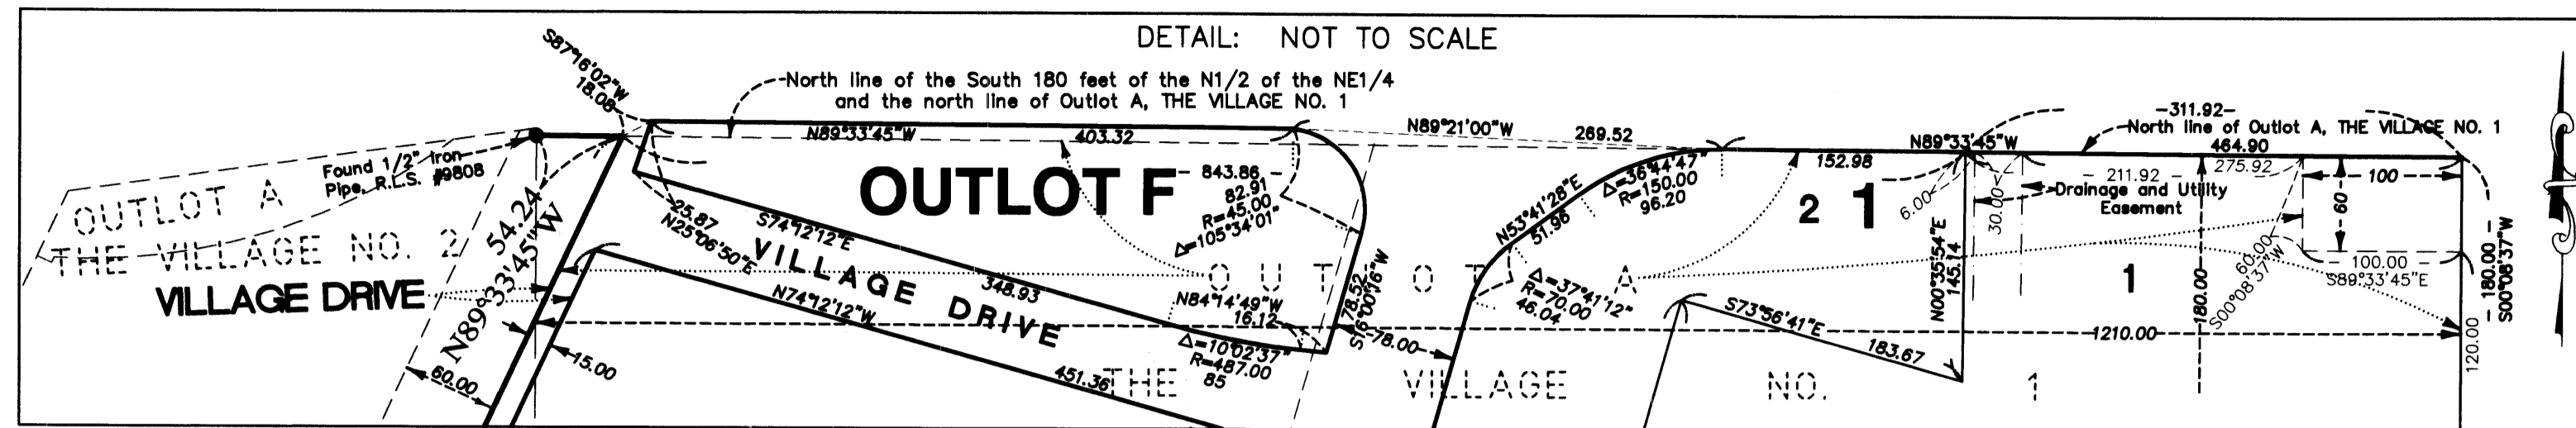 DETAIL: NOT TO SCALE
S87°16'02"W
18.08
North line of the South 180 feet of the N1/2 of the NE1/4
and the north line of Outlot A, THE VILLAGE NO. 1
N89°33'45"W
403.32
N89°21'00"W
269.52
N89°33'45"W
311.92
North line of Outlot A, THE VILLAGE NO. 1
464.90
Found 1/2" Iron
Pipe, R.L.S. #9808
OUTLOT A
THE VILLAGE NO. 2
VILLAGE DRIVE
54.24
N89°33'45"W
60.00
15.00
OUTLOT F
843.86
82.91
R=45.00
Δ=105°34'01"
25.87
N25°06'50"E
S74°12'12"E
348.93
VILLAGE DRIVE
N74°12'12"W
451.36
N84°14'49"W
16.12
Δ=10°02'37"
R=487.00
85
78.52
S16°00'16"W
78.00
N53°41'28"E
51.96
Δ=36°44'47"
R=150.00
96.20
Δ=37°41'12"
R=70.00
46.04
152.98
2 1
6.00
30.00
N00°35'54"E
145.14
211.92
275.92
Drainage and Utility
Easement
100
60
60.00
S00°08'37"W
100.00
S89°33'45"E
180.00
S00°08'37"W
180.00
120.00
1
1210.00
S73°56'41"E
183.67
OUTLOT A
THE VILLAGE NO. 1